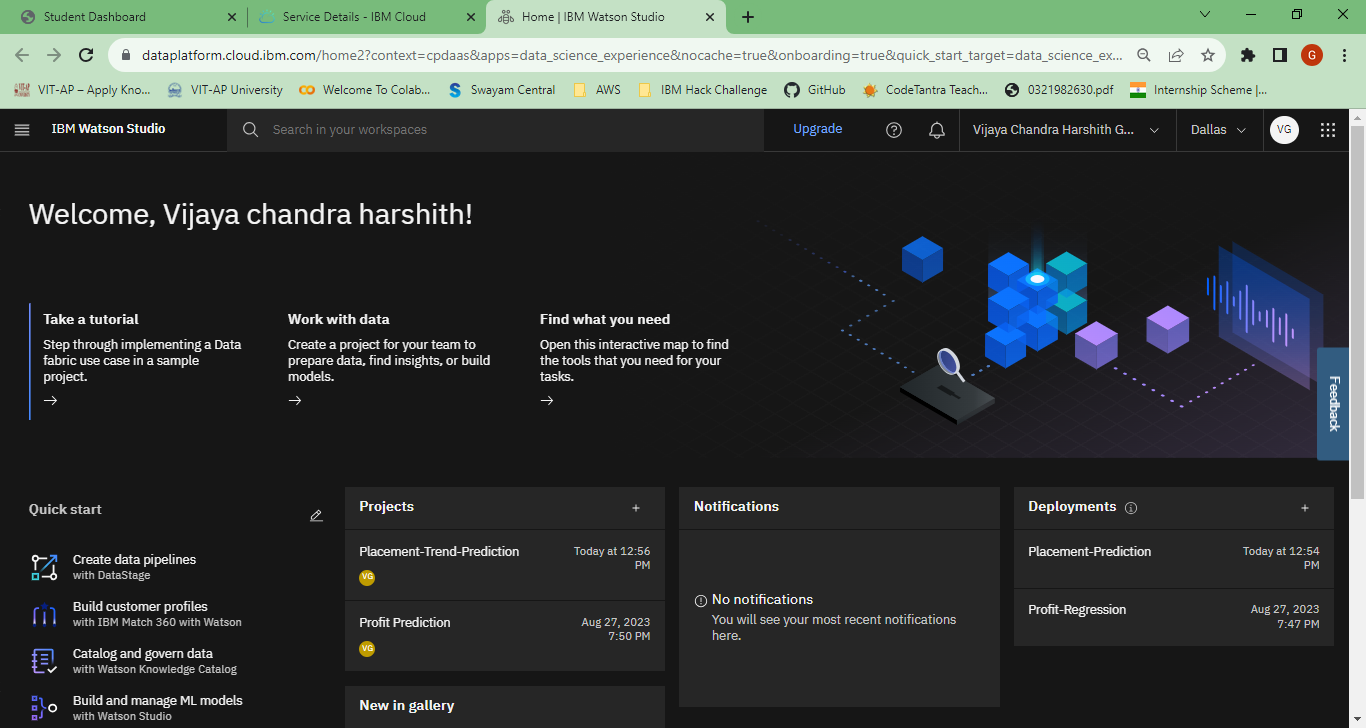 Student Dashboard
Service Details - IBM Cloud
Home | IBM Watson Studio
dataplatform.cloud.ibm.com/home2?context=cpdaas&apps=data_science_experience&nocache=true&onboarding=true&quick_start_target=data_science_ex...
G
VIT-AP – Apply Kno...
VIT-AP University
Welcome To Colab...
Swayam Central
AWS
IBM Hack Challenge
GitHub
CodeTantra Teach...
0321982630.pdf
Internship Scheme |...
IBM Watson Studio
Search in your workspaces
Upgrade
Vijaya Chandra Harshith G...
Dallas
VG
Welcome, Vijaya chandra harshith!
Take a tutorial
Step through implementing a Data
fabric use case in a sample
project.
Work with data
Create a project for your team to
prepare data, find insights, or build
models.
Find what you need
Open this interactive map to find
the tools that you need for your
tasks.
Feedback
Quick start
Create data pipelines
with DataStage
Build customer profiles
with IBM Match 360 with Watson
Catalog and govern data
with Watson Knowledge Catalog
Build and manage ML models
with Watson Studio
Projects
Placement-Trend-Prediction
Today at 12:56
PM
VG
Profit Prediction
Aug 27, 2023
7:50 PM
VG
New in gallery
Notifications
No notifications
You will see your most recent notifications
here.
Deployments
Placement-Prediction
Today at 12:54
PM
Profit-Regression
Aug 27, 2023
7:47 PM